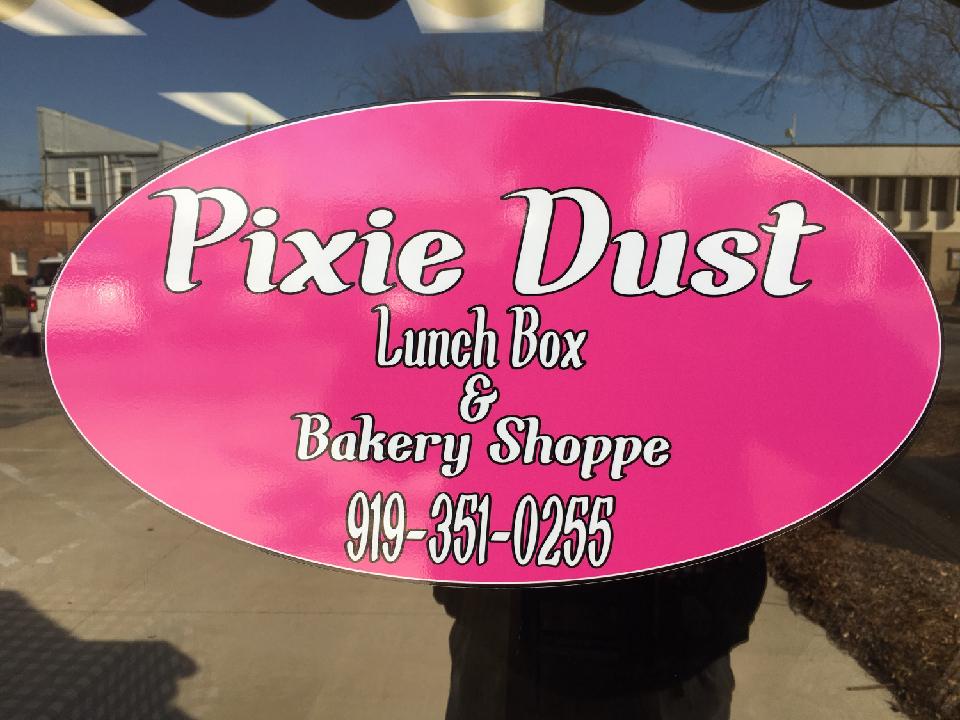 Pixie Dust
Lunch Box
&
Bakery Shoppe
919-351-0255